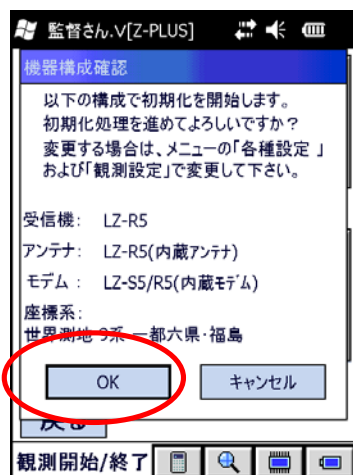 監督さん.V[Z-PLUS]
機器構成確認
以下の構成で初期化を開始します。
初期化処理を進めてよろしいですか？
変更する場合は、メニューの「各種設定 」
および「観測設定」で変更して下さい。
受信機: LZ-R5
アンテナ: LZ-R5(内蔵アンテナ)
モデム : LZ-S5/R5(内蔵モデム)
座標系:
世界測地 9系 一都六県･福島
OK
キャンセル
戻る
観測開始/終了